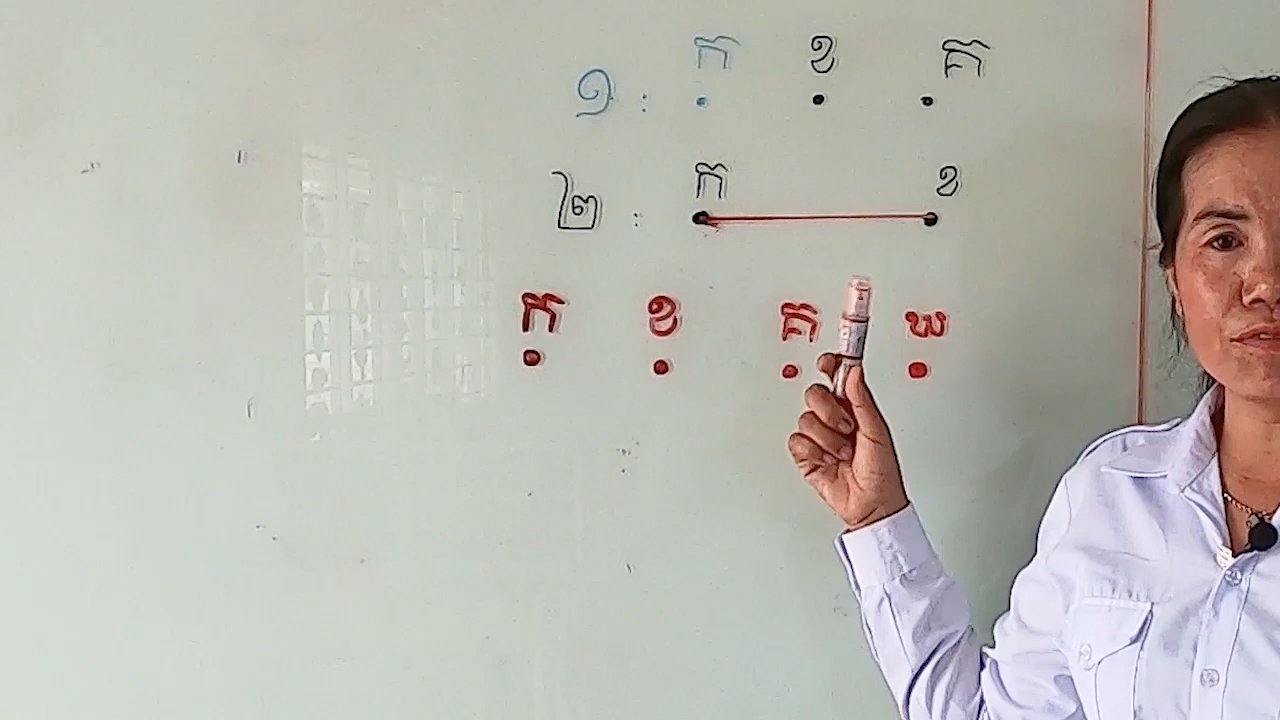 ១ : ក ខ គ
២ : ក ខ
ក ខ គ ឃ